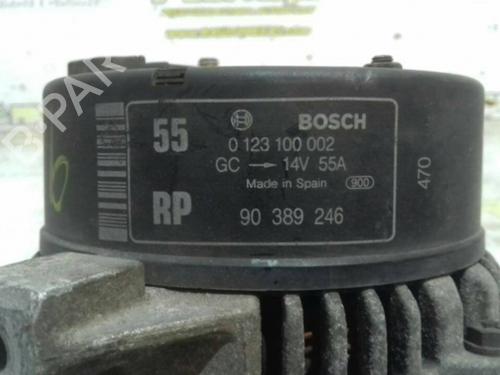 55 BOSCH
0 123 100 002
GC → 14V 55A
Made in Spain 900
RP 90 389 246
470
B-PAR